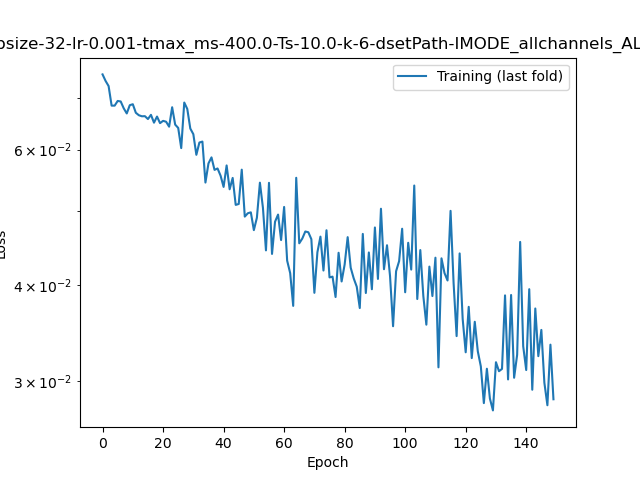 osize-32-lr-0.001-tmax_ms-400.0-Ts-10.0-k-6-dsetPath-IMODE_allchannels_AL
Training (last fold)
6 × 10⁻²
4 × 10⁻²
3 × 10⁻²
Loss
0 20 40 60 80 100 120 140
Epoch